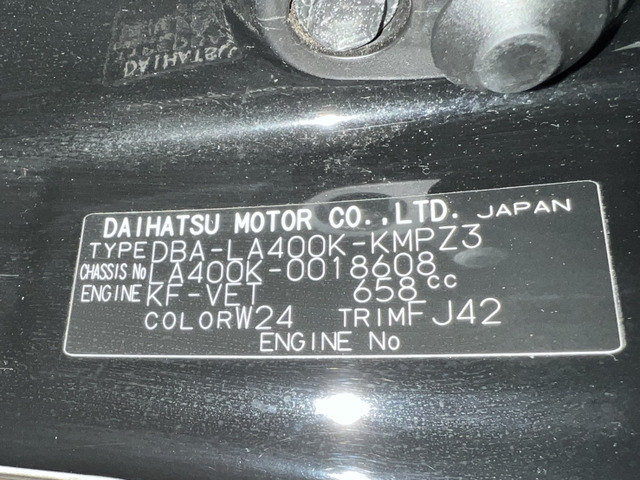 DAIHATSU MOTOR CO.,LTD. JAPAN
TYPE DBA-LA400K-KMPZ3
CHASSIS No LA400K-0018608
ENGINE KF-VET 658cc
COLOR W24 TRIM FJ42
ENGINE No